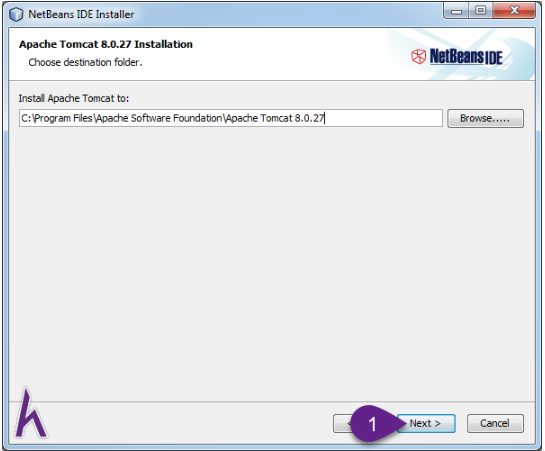 NetBeans IDE Installer
Apache Tomcat 8.0.27 Installation
Choose destination folder.
NetBeans IDE
Install Apache Tomcat to:
C:\Program Files\Apache Software Foundation\Apache Tomcat 8.0.27
Browse.....
<
1
Next >
Cancel